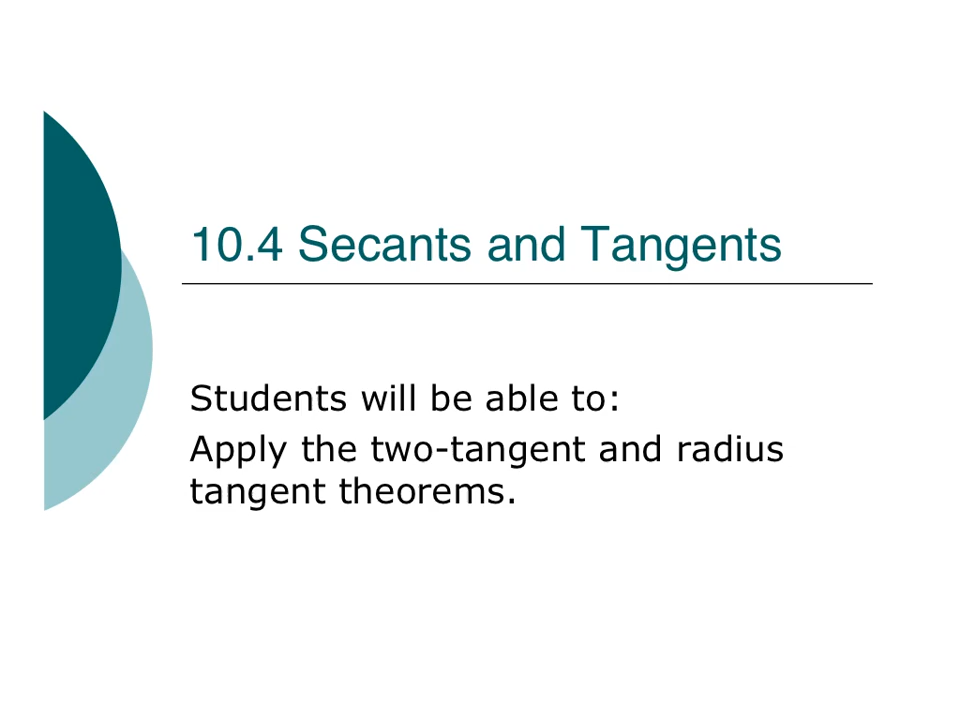 10.4 Secants and Tangents
Students will be able to:
Apply the two-tangent and radius
tangent theorems.